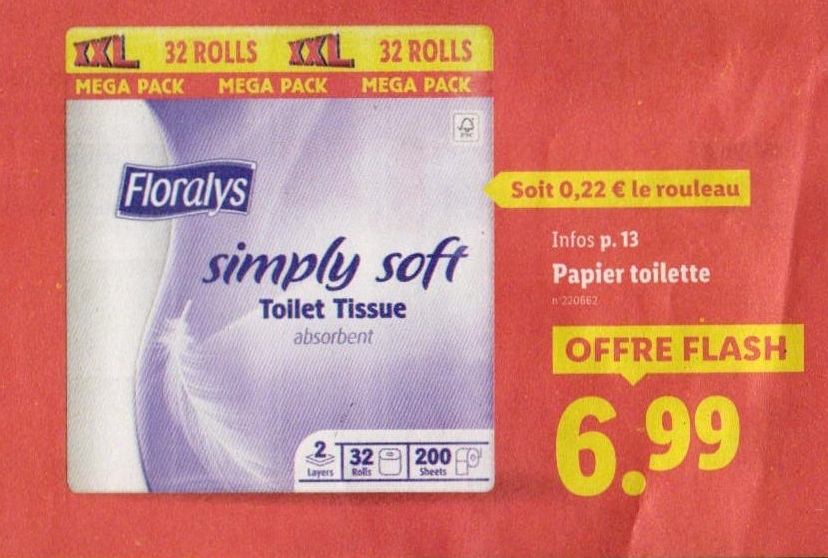 XXL 32 ROLLS XXL 32 ROLLS
MEGA PACK MEGA PACK MEGA PACK
FSC
Floralys
simply soft
Toilet Tissue
absorbent
2 Layers
32 Rolls
200 Sheets
Soit 0,22 € le rouleau
Infos p. 13
Papier toilette
n°220662
OFFRE FLASH
6.99